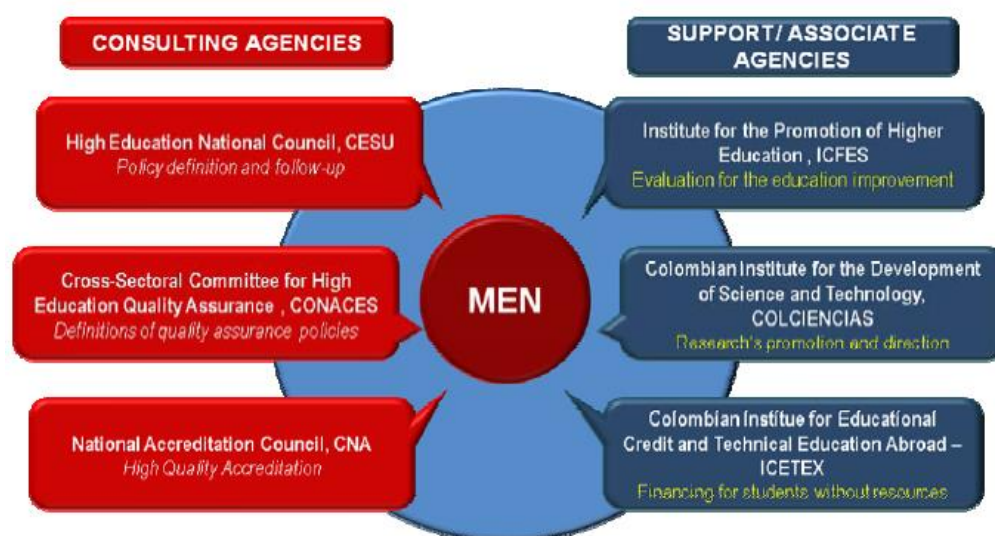 CONSULTING AGENCIES
High Education National Council, CESU
Policy definition and follow-up
Cross-Sectoral Committee for High
Education Quality Assurance , CONACES
Definitions of quality assurance policies
National Accreditation Council, CNA
High Quality Accreditation
MEN
SUPPORT/ ASSOCIATE
AGENCIES
Institute for the Promotion of Higher
Education , ICFES
Evaluation for the education improvement
Colombian Institute for the Development
of Science and Technology,
COLCIENCIAS
Research's promotion and direction
Colombian Institue for Educational
Credit and Technical Education Abroad –
ICETEX
Financing for students without resources